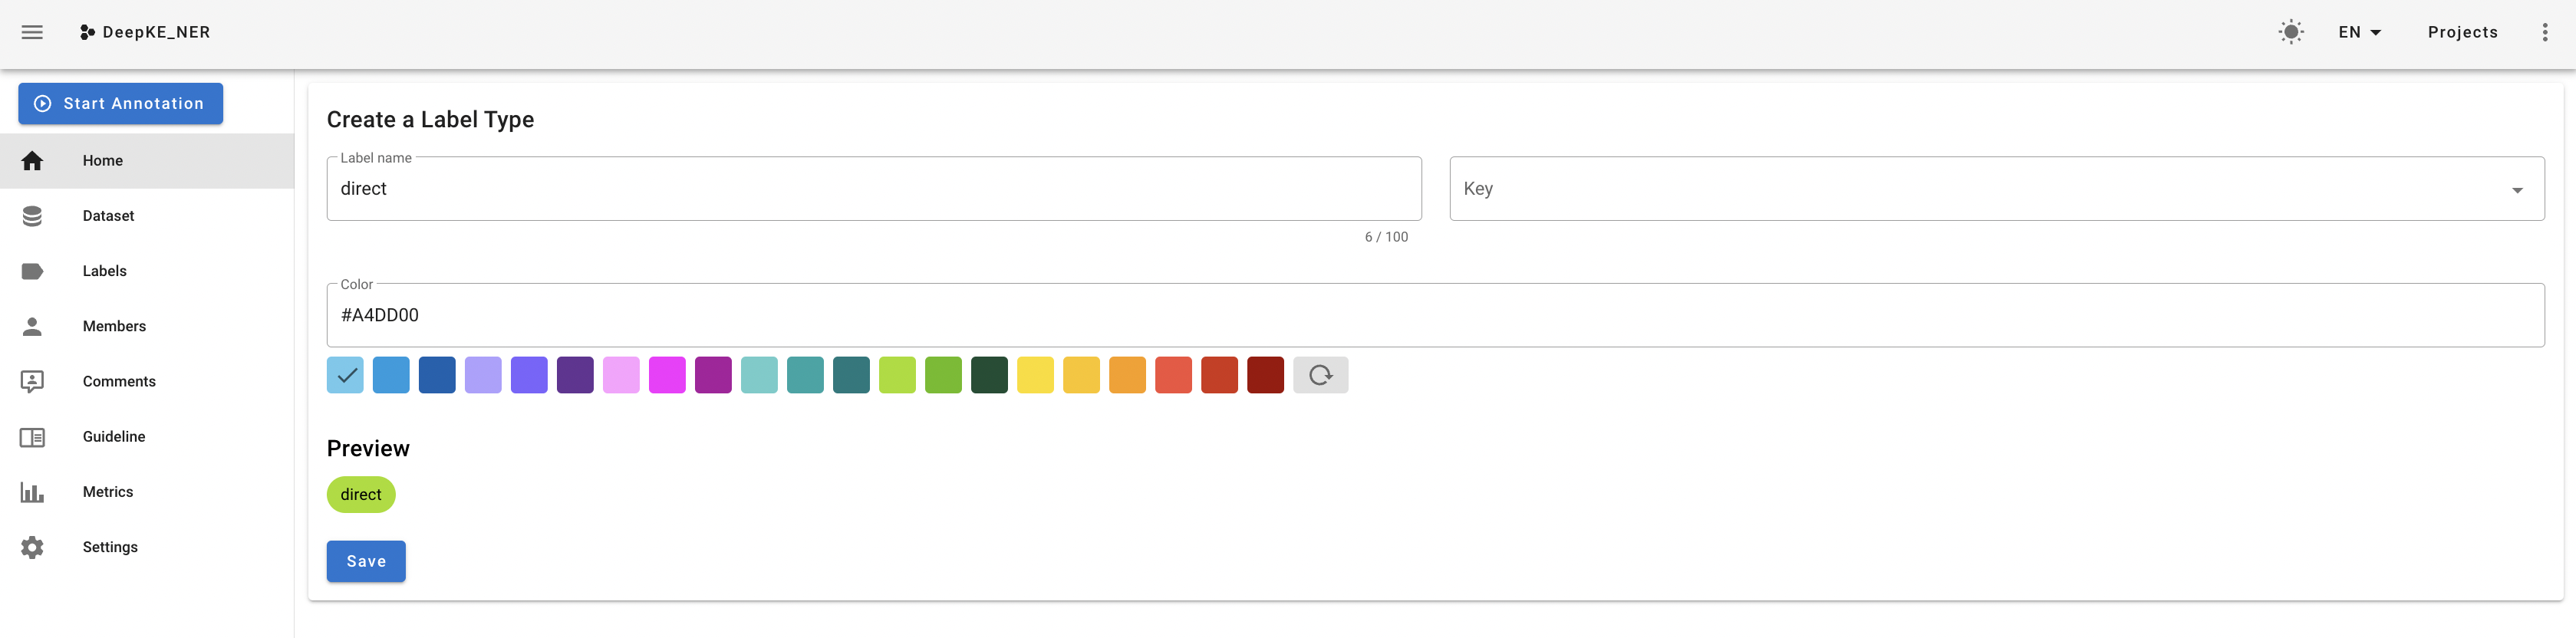 DeepKE_NER
EN
Projects
Start Annotation
Home
Dataset
Labels
Members
Comments
Guideline
Metrics
Settings
Create a Label Type
Label name
direct
6 / 100
Key
Color
#A4DD00
Preview
direct
Save